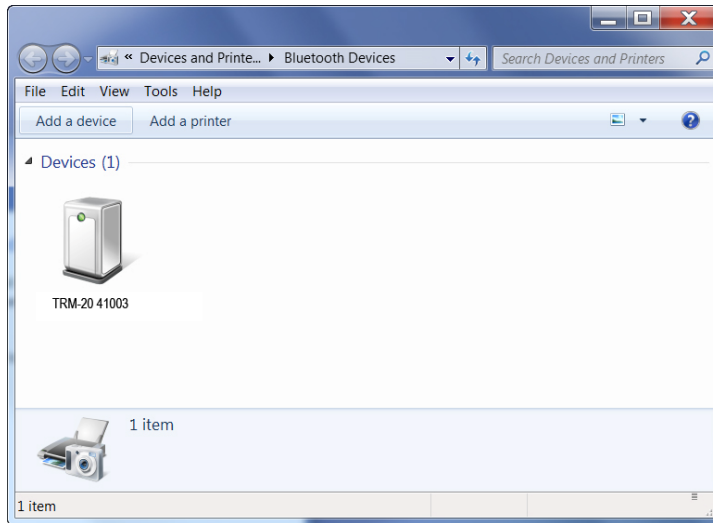 « Devices and Printe... Bluetooth Devices Search Devices and Printers
File Edit View Tools Help
Add a device Add a printer
Devices (1)
TRM-20 41003
1 item
1 item